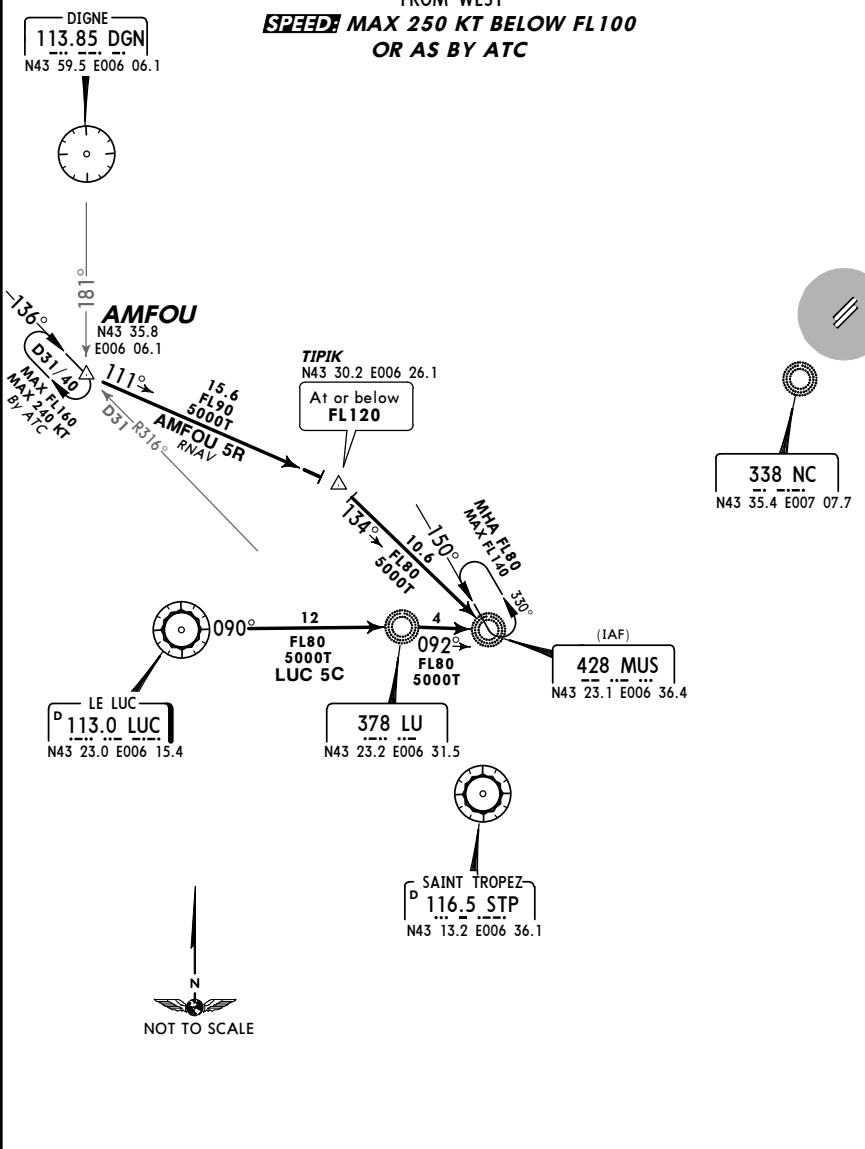 FROM WEST
SPEED: MAX 250 KT BELOW FL100
OR AS BY ATC
DIGNE
113.85 DGN
N43 59.5 E006 06.1
181°
136°
AMFOU
N43 35.8
E006 06.1
D31/40
MAX FL160
MAX 240 KT
By ATC
111°
15.6
FL90
5000T
AMFOU 5R
RNAV
D31 R316°
TIPIK
N43 30.2 E006 26.1
At or below
FL120
134°
10.6
FL80
5000T
150°
MHA FL80
MAX FL140
330°
338 NC
N43 35.4 E007 07.7
090°
12
FL80
5000T
LUC 5C
4
092°
FL80
5000T
(IAF)
428 MUS
N43 23.1 E006 36.4
LE LUC
D 113.0 LUC
N43 23.0 E006 15.4
378 LU
N43 23.2 E006 31.5
SAINT TROPEZ
D 116.5 STP
N43 13.2 E006 36.1
N
NOT TO SCALE